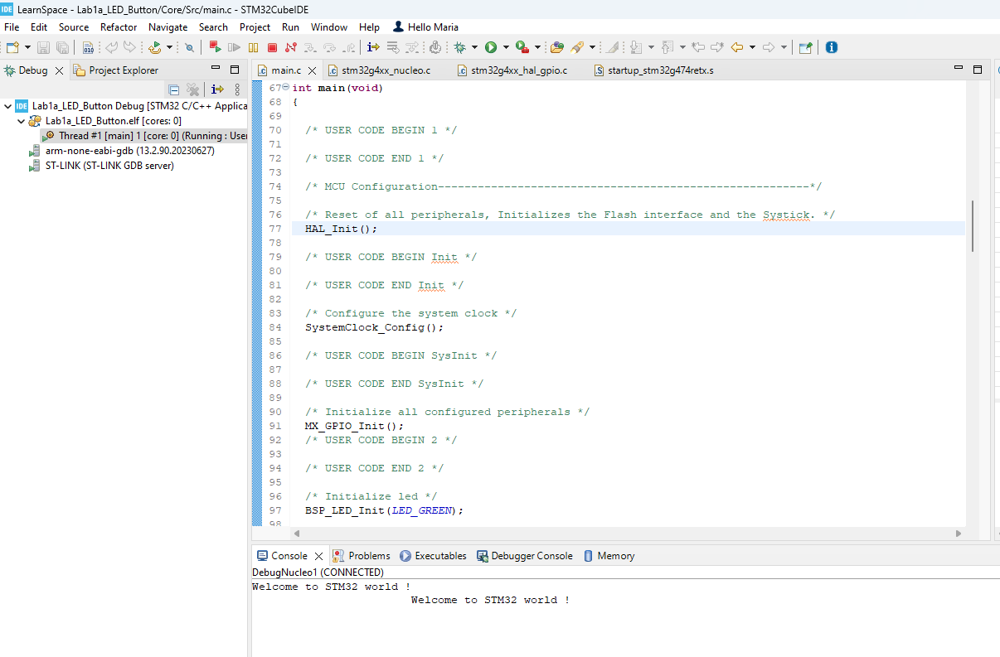 IDE LearnSpace - Lab1a_LED_Button/Core/Src/main.c - STM32CubeIDE
File Edit Source Refactor Navigate Search Project Run Window Help Hello Maria
Debug Project Explorer
main.c stm32g4xx_nucleo.c stm32g4xx_hal_gpio.c startup_stm32g474retx.s
IDE Lab1a_LED_Button Debug [STM32 C/C++ Applica
Lab1a_LED_Button.elf [cores: 0]
Thread #1 [main] 1 [core: 0] (Running : User
arm-none-eabi-gdb (13.2.90.20230627)
ST-LINK (ST-LINK GDB server)
67 int main(void)
68 {
69
70 /* USER CODE BEGIN 1 */
71
72 /* USER CODE END 1 */
73
74 /* MCU Configuration--------------------------------------------------------*/
75
76 /* Reset of all peripherals, Initializes the Flash interface and the Systick. */
77 HAL_Init();
78
79 /* USER CODE BEGIN Init */
80
81 /* USER CODE END Init */
82
83 /* Configure the system clock */
84 SystemClock_Config();
85
86 /* USER CODE BEGIN SysInit */
87
88 /* USER CODE END SysInit */
89
90 /* Initialize all configured peripherals */
91 MX_GPIO_Init();
92 /* USER CODE BEGIN 2 */
93
94 /* USER CODE END 2 */
95
96 /* Initialize led */
97 BSP_LED_Init(LED_GREEN);
98
Console Problems Executables Debugger Console Memory
DebugNucleo1 (CONNECTED)
Welcome to STM32 world !
Welcome to STM32 world !